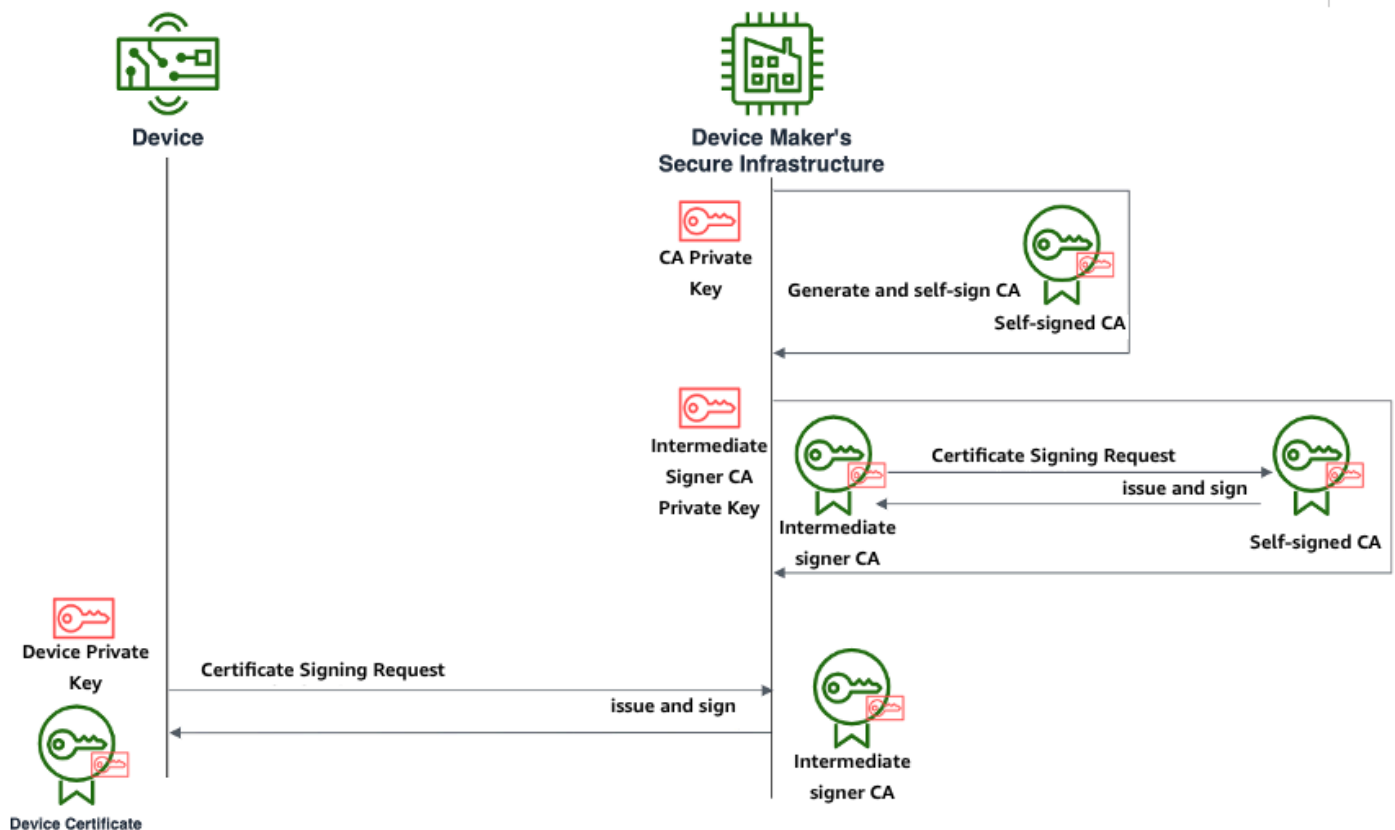 Device
Device Maker's
Secure Infrastructure
CA Private
Key
Generate and self-sign CA
Self-signed CA
Intermediate
Signer CA
Private Key
Certificate Signing Request
issue and sign
Intermediate
signer CA
Self-signed CA
Device Private
Key
Certificate Signing Request
issue and sign
Intermediate
signer CA
Device Certificate